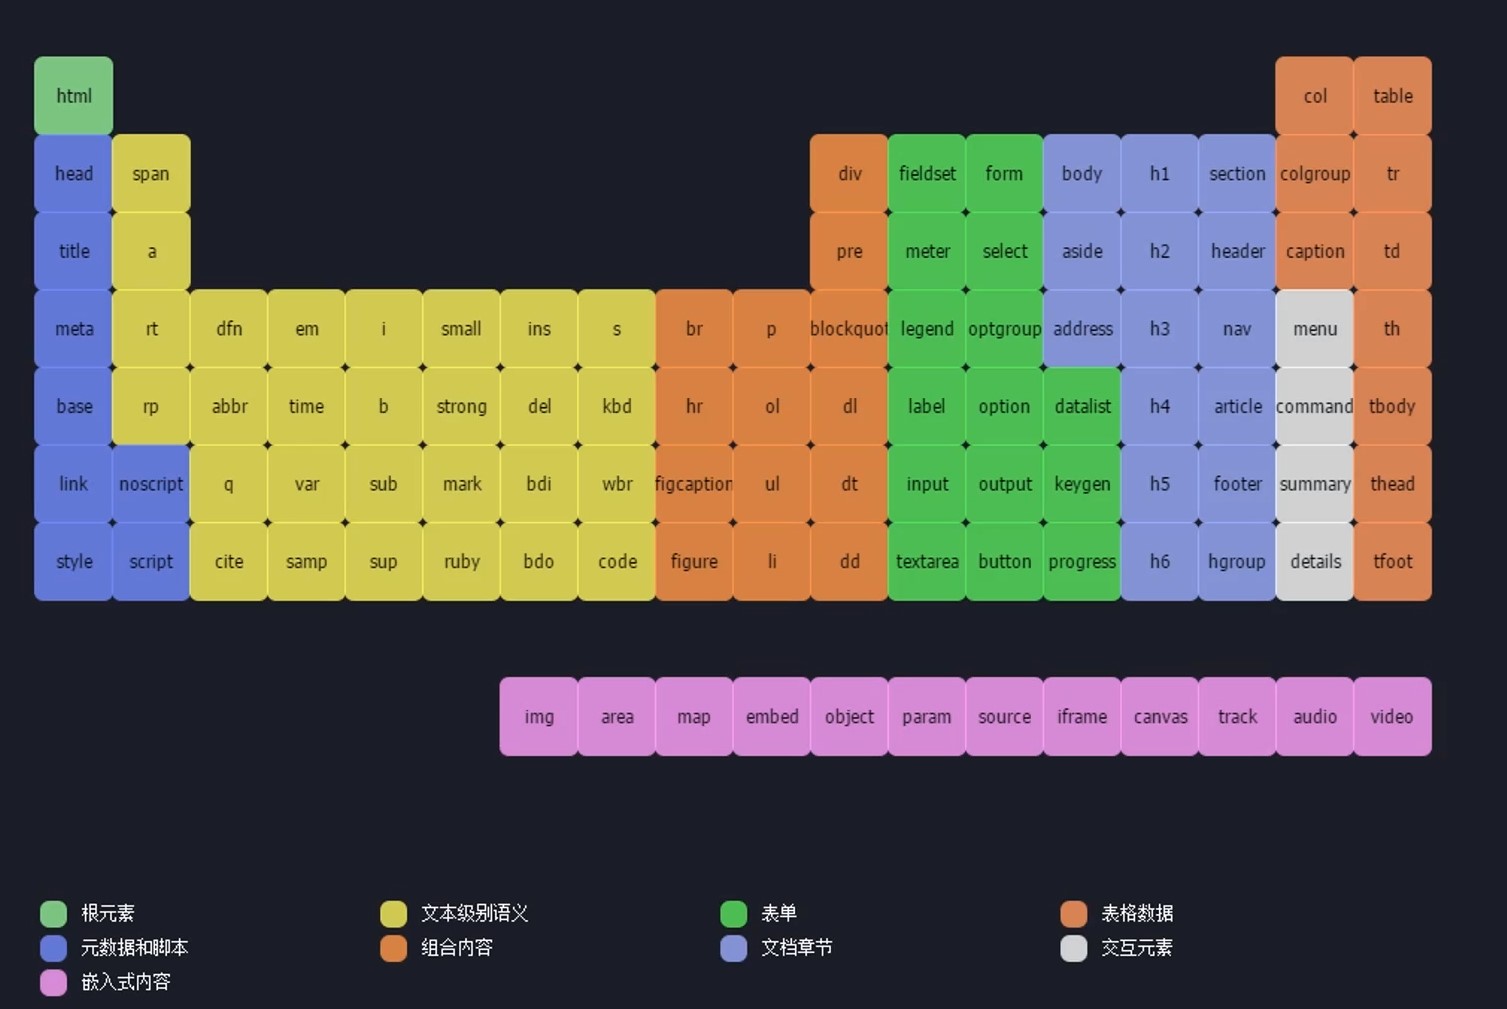 html col table
head span div fieldset form body h1 section colgroup tr
title a pre meter select aside h2 header caption td
meta rt dfn em i small ins s br p blockquot legend optgroup address h3 nav menu th
base rp abbr time b strong del kbd hr ol dl label option datalist h4 article command tbody
link noscript q var sub mark bdi wbr figcaption ul dt input output keygen h5 footer summary thead
style script cite samp sup ruby bdo code figure li dd textarea button progress h6 hgroup details tfoot
img area map embed object param source iframe canvas track audio video
根元素 文本级别语义 表单 表格数据
元数据和脚本 组合内容 文档章节 交互元素
嵌入式内容